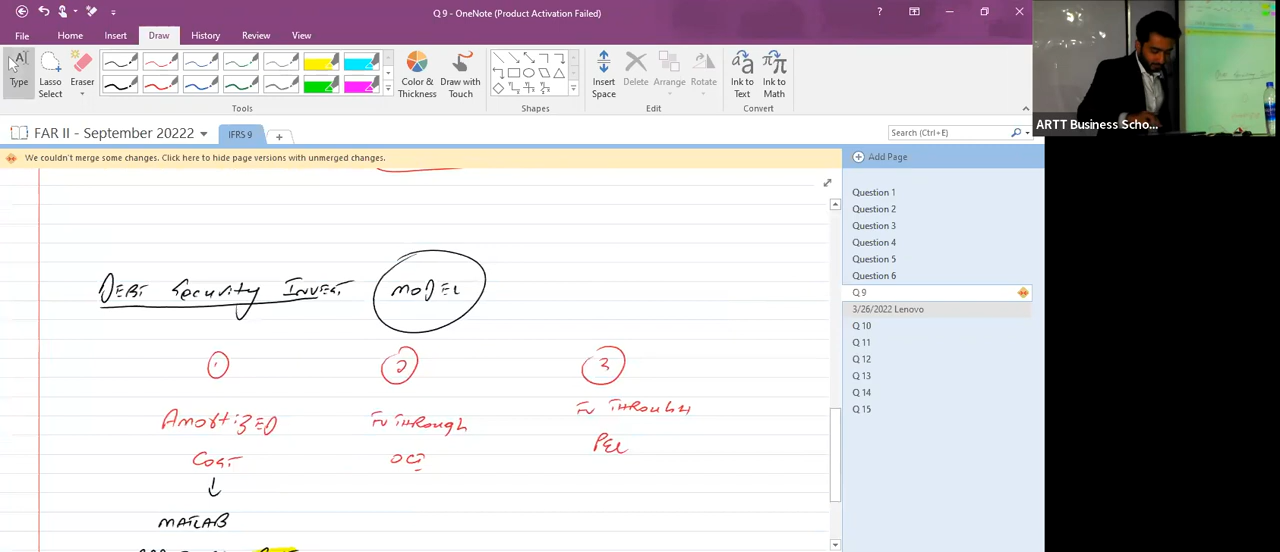 Q 9 - OneNote (Product Activation Failed)
File Home Insert Draw History Review View
Type Lasso Select Eraser Color & Thickness Draw with Touch Insert Space Delete Arrange Rotate Ink to Text Ink to Math
Tools Shapes Edit Convert
FAR II - September 20222 IFRS 9 Search (Ctrl+E)
We couldn't merge some changes. Click here to hide page versions with unmerged changes.
Add Page
Question 1
Question 2
Question 3
Question 4
Question 5
Question 6
Q 9
3/26/2022 Lenovo
Q 10
Q 11
Q 12
Q 13
Q 14
Q 15
DEBT Security INVEST MODEL
1 2 3
Amortized FV THROUGH FV THROUGH
COST OCI P&L
MATLAB
ARTT Business Scho...